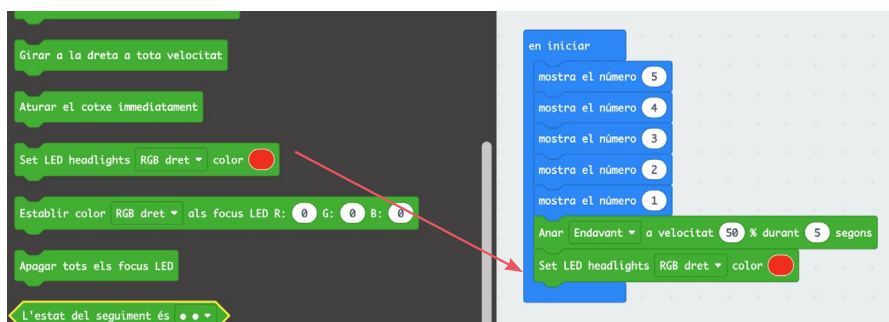 Girar a la dreta a tota velocitat
Aturar el cotxe immediatament
Set LED headlights RGB dret color
Establir color RGB dret als focus LED R: 0 G: 0 B: 0
Apagar tots els focus LED
L'estat del seguiment és
en iniciar
mostra el número 5
mostra el número 4
mostra el número 3
mostra el número 2
mostra el número 1
Anar Endavant a velocitat 50 % durant 5 segons
Set LED headlights RGB dret color